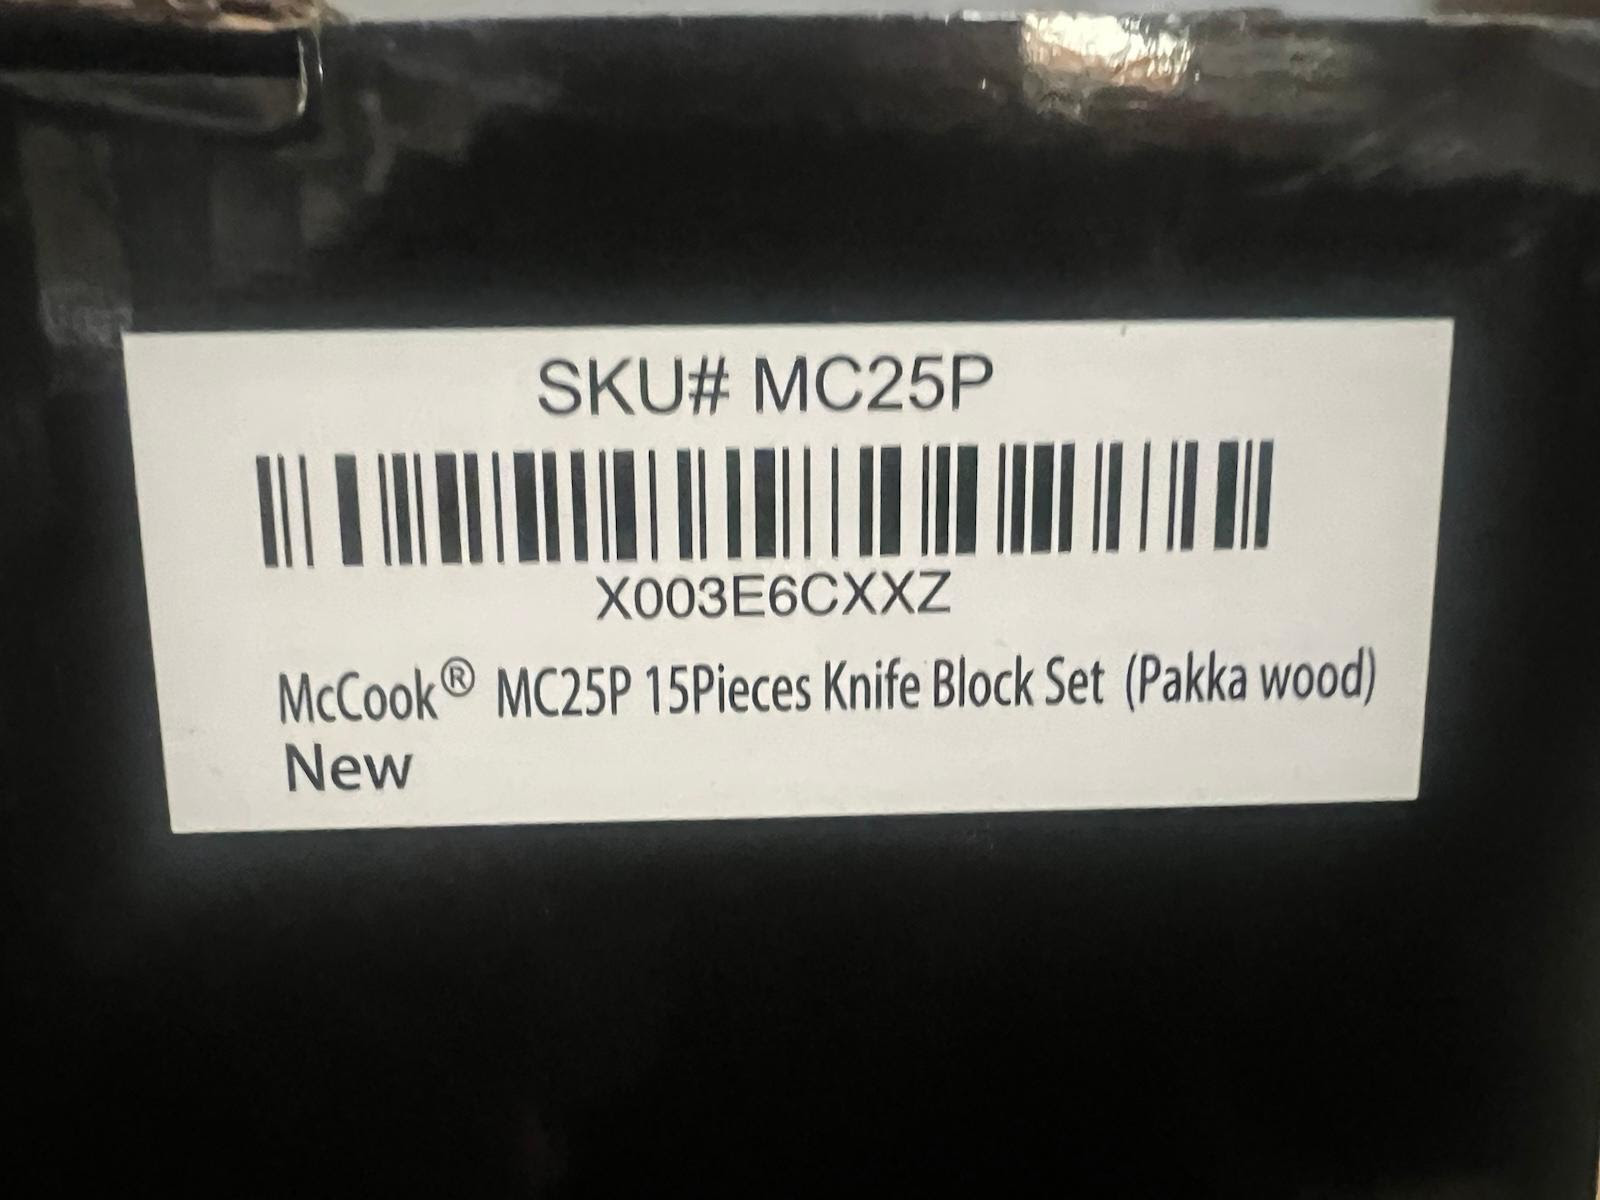 SKU# MC25P
X003E6CXXZ
McCook® MC25P 15Pieces Knife Block Set (Pakka wood)
New